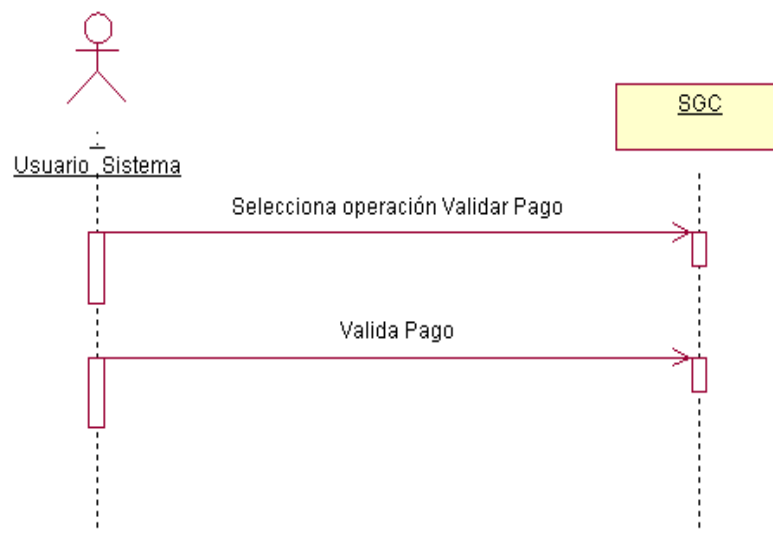 :
Usuario_Sistema
SGC
Selecciona operación Validar Pago
Valida Pago